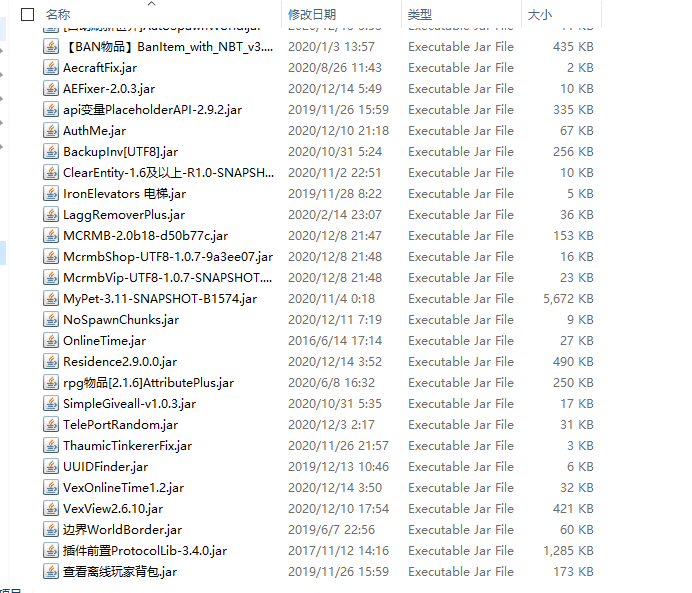 名称 修改日期 类型 大小
【BAN物品】BanItem_with_NBT_v3.... 2020/1/3 13:57 Executable Jar File 435 KB
AecraftFix.jar 2020/8/26 11:43 Executable Jar File 2 KB
AEFixer-2.0.3.jar 2020/12/14 5:49 Executable Jar File 10 KB
api变量PlaceholderAPI-2.9.2.jar 2019/11/26 15:59 Executable Jar File 335 KB
AuthMe.jar 2020/12/10 21:18 Executable Jar File 67 KB
BackupInv[UTF8].jar 2020/10/31 5:24 Executable Jar File 256 KB
ClearEntity-1.6及以上-R1.0-SNAPSH... 2020/11/2 22:51 Executable Jar File 10 KB
IronElevators 电梯.jar 2019/11/28 8:22 Executable Jar File 5 KB
LaggRemoverPlus.jar 2020/2/14 23:07 Executable Jar File 36 KB
MCRMB-2.0b18-d50b77c.jar 2020/12/8 21:47 Executable Jar File 153 KB
McrmbShop-UTF8-1.0.7-9a3ee07.jar 2020/12/8 21:48 Executable Jar File 16 KB
McrmbVip-UTF8-1.0.7-SNAPSHOT.... 2020/12/8 21:48 Executable Jar File 23 KB
MyPet-3.11-SNAPSHOT-B1574.jar 2020/11/4 0:18 Executable Jar File 5,672 KB
NoSpawnChunks.jar 2020/12/11 7:19 Executable Jar File 9 KB
OnlineTime.jar 2016/6/14 17:14 Executable Jar File 27 KB
Residence2.9.0.0.jar 2020/12/14 3:52 Executable Jar File 490 KB
rpg物品[2.1.6]AttributePlus.jar 2020/6/8 16:32 Executable Jar File 250 KB
SimpleGiveall-v1.0.3.jar 2020/10/31 5:35 Executable Jar File 17 KB
TelePortRandom.jar 2020/12/3 2:17 Executable Jar File 31 KB
ThaumicTinkererFix.jar 2020/11/26 21:57 Executable Jar File 3 KB
UUIDFinder.jar 2019/12/13 10:46 Executable Jar File 6 KB
VexOnlineTime1.2.jar 2020/12/14 3:50 Executable Jar File 32 KB
VexView2.6.10.jar 2020/12/10 17:54 Executable Jar File 421 KB
边界WorldBorder.jar 2019/6/7 22:56 Executable Jar File 60 KB
插件前置ProtocolLib-3.4.0.jar 2017/11/12 14:16 Executable Jar File 1,285 KB
查看离线玩家背包.jar 2019/11/26 15:59 Executable Jar File 173 KB